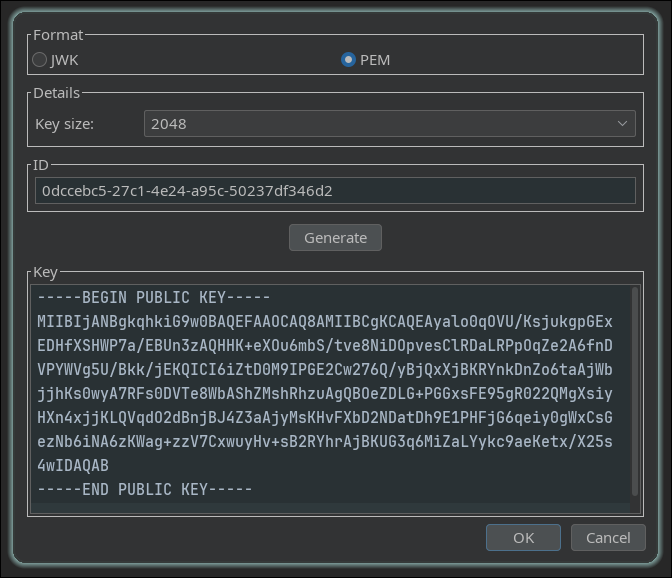 Format
JWK
PEM
Details
Key size:
2048
ID
0dccebc5-27c1-4e24-a95c-50237df346d2
Generate
Key
-----BEGIN PUBLIC KEY-----
MIIBIjANBgkqhkiG9w0BAQEFAAOCAQ8AMIIBCgKCAQEAyalo0qOVU/KsjukgpGEx
EDHfXSHWP7a/EBUn3zAQHHK+eXOu6mbS/tve8NiDOpvesClRDaLRPpOqZe2A6fnD
VPYWVg5U/Bkk/jEKQICI6iZtD0M9IPGE2Cw276Q/yBjQxXjBKRYnkDnZo6taAjWb
jjhKs0wyA7RFs0DVTe8WbAShZMshRhzuAgQBOeZDLG+PGGxsFE95gR022QMgXsiy
HXn4xjjKLQVqdO2dBnjBJ4Z3aAjyMsKHvFXbD2NDatDh9E1PHFjG6qeiy0gWxCsG
ezNb6iNA6zKWag+zzV7CxwuyHv+sB2RYhrAjBKUG3q6MiZaLYykc9aeKetx/X25s
4wIDAQAB
-----END PUBLIC KEY-----
OK
Cancel